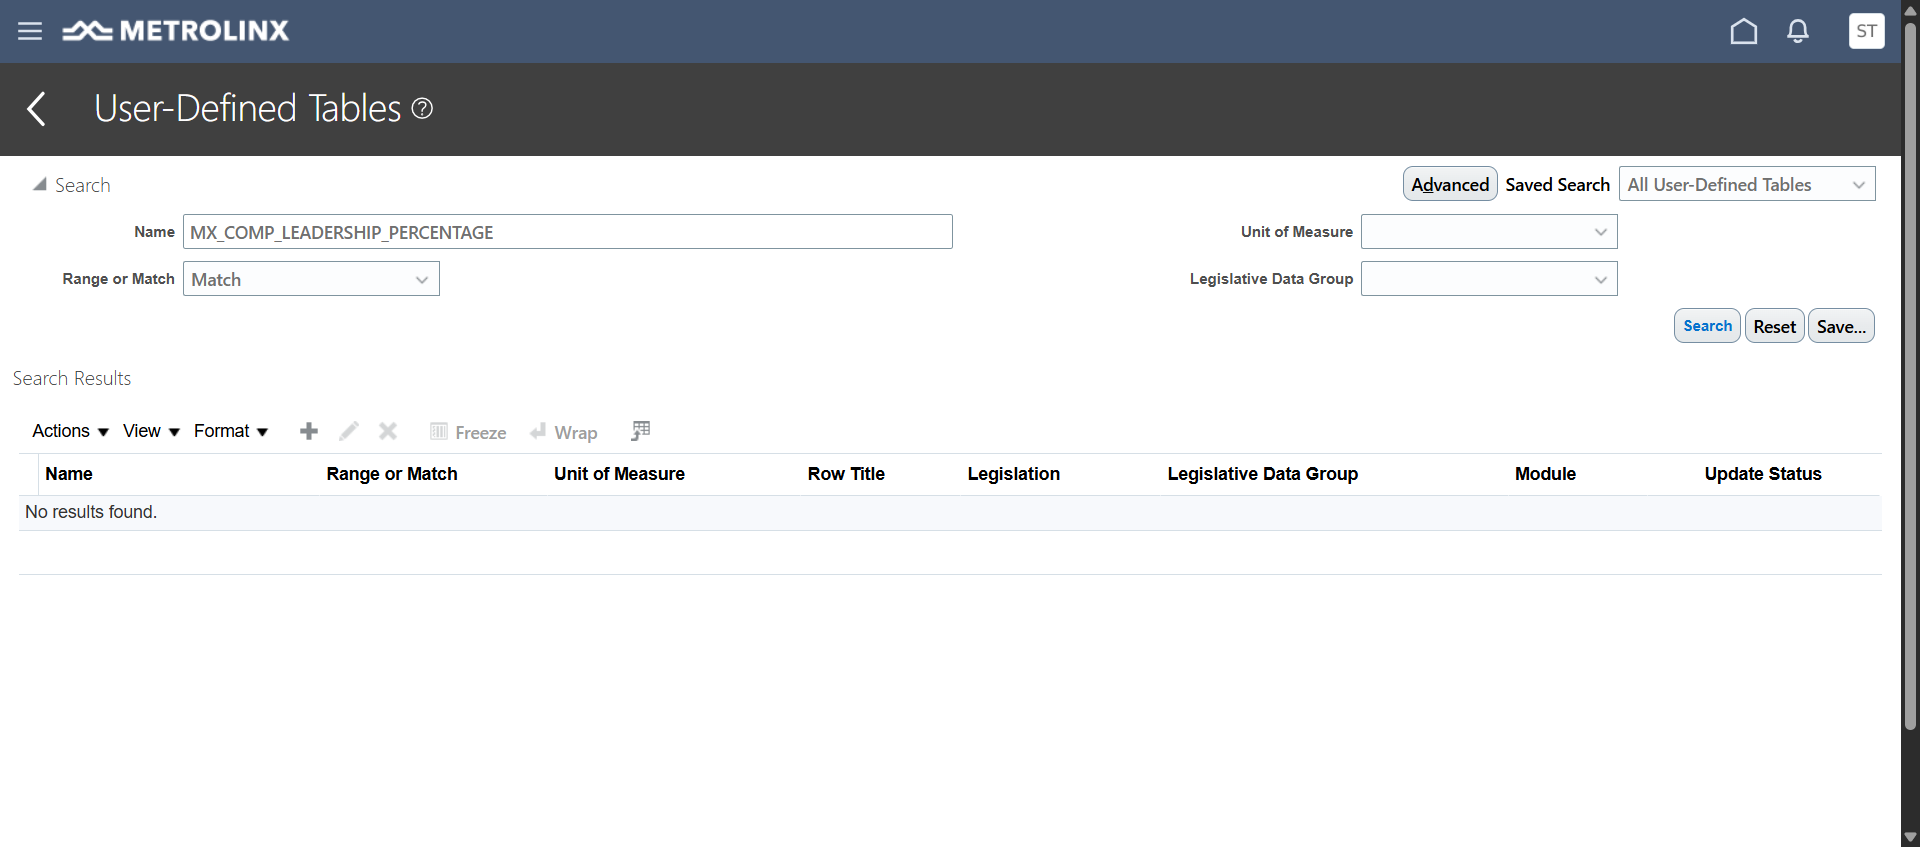 METROLINX
ST
User-Defined Tables ?
Search
Advanced Saved Search All User-Defined Tables
Name MX_COMP_LEADERSHIP_PERCENTAGE
Unit of Measure
Range or Match Match
Legislative Data Group
Search Reset Save...
Search Results
Actions View Format Freeze Wrap
Name Range or Match Unit of Measure Row Title Legislation Legislative Data Group Module Update Status
No results found.